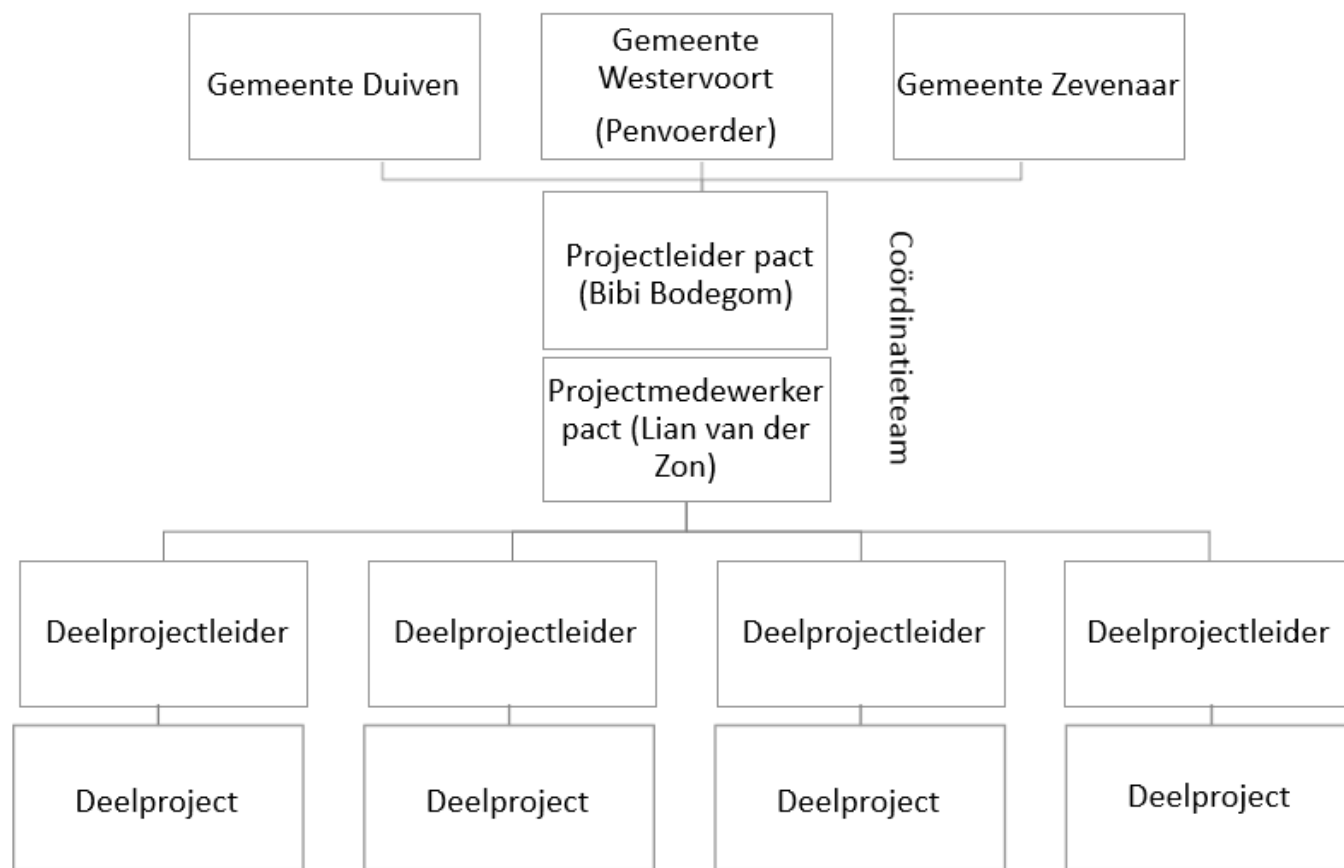 Gemeente Duiven
Gemeente
Westervoort
(Penvoerder)
Gemeente Zevenaar
Projectleider pact
(Bibi Bodegom)
Coördinatieteam
Projectmedewerker
pact (Lian van der
Zon)
Deelprojectleider
Deelprojectleider
Deelprojectleider
Deelprojectleider
Deelproject
Deelproject
Deelproject
Deelproject